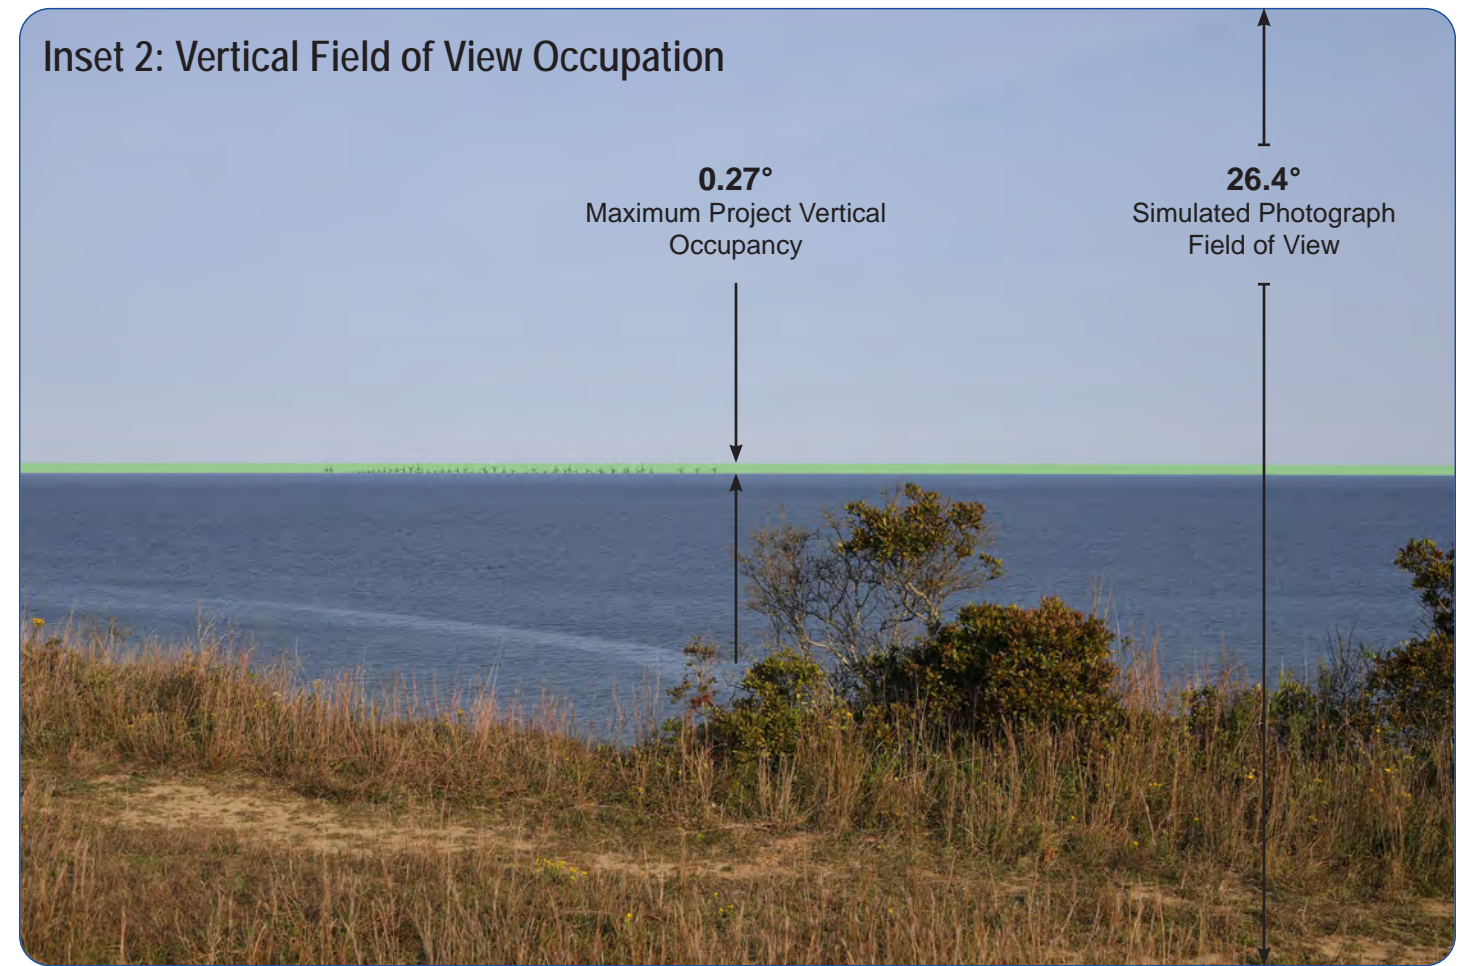 Inset 2: Vertical Field of View Occupation
0.27°
Maximum Project Vertical
Occupancy
26.4°
Simulated Photograph
Field of View